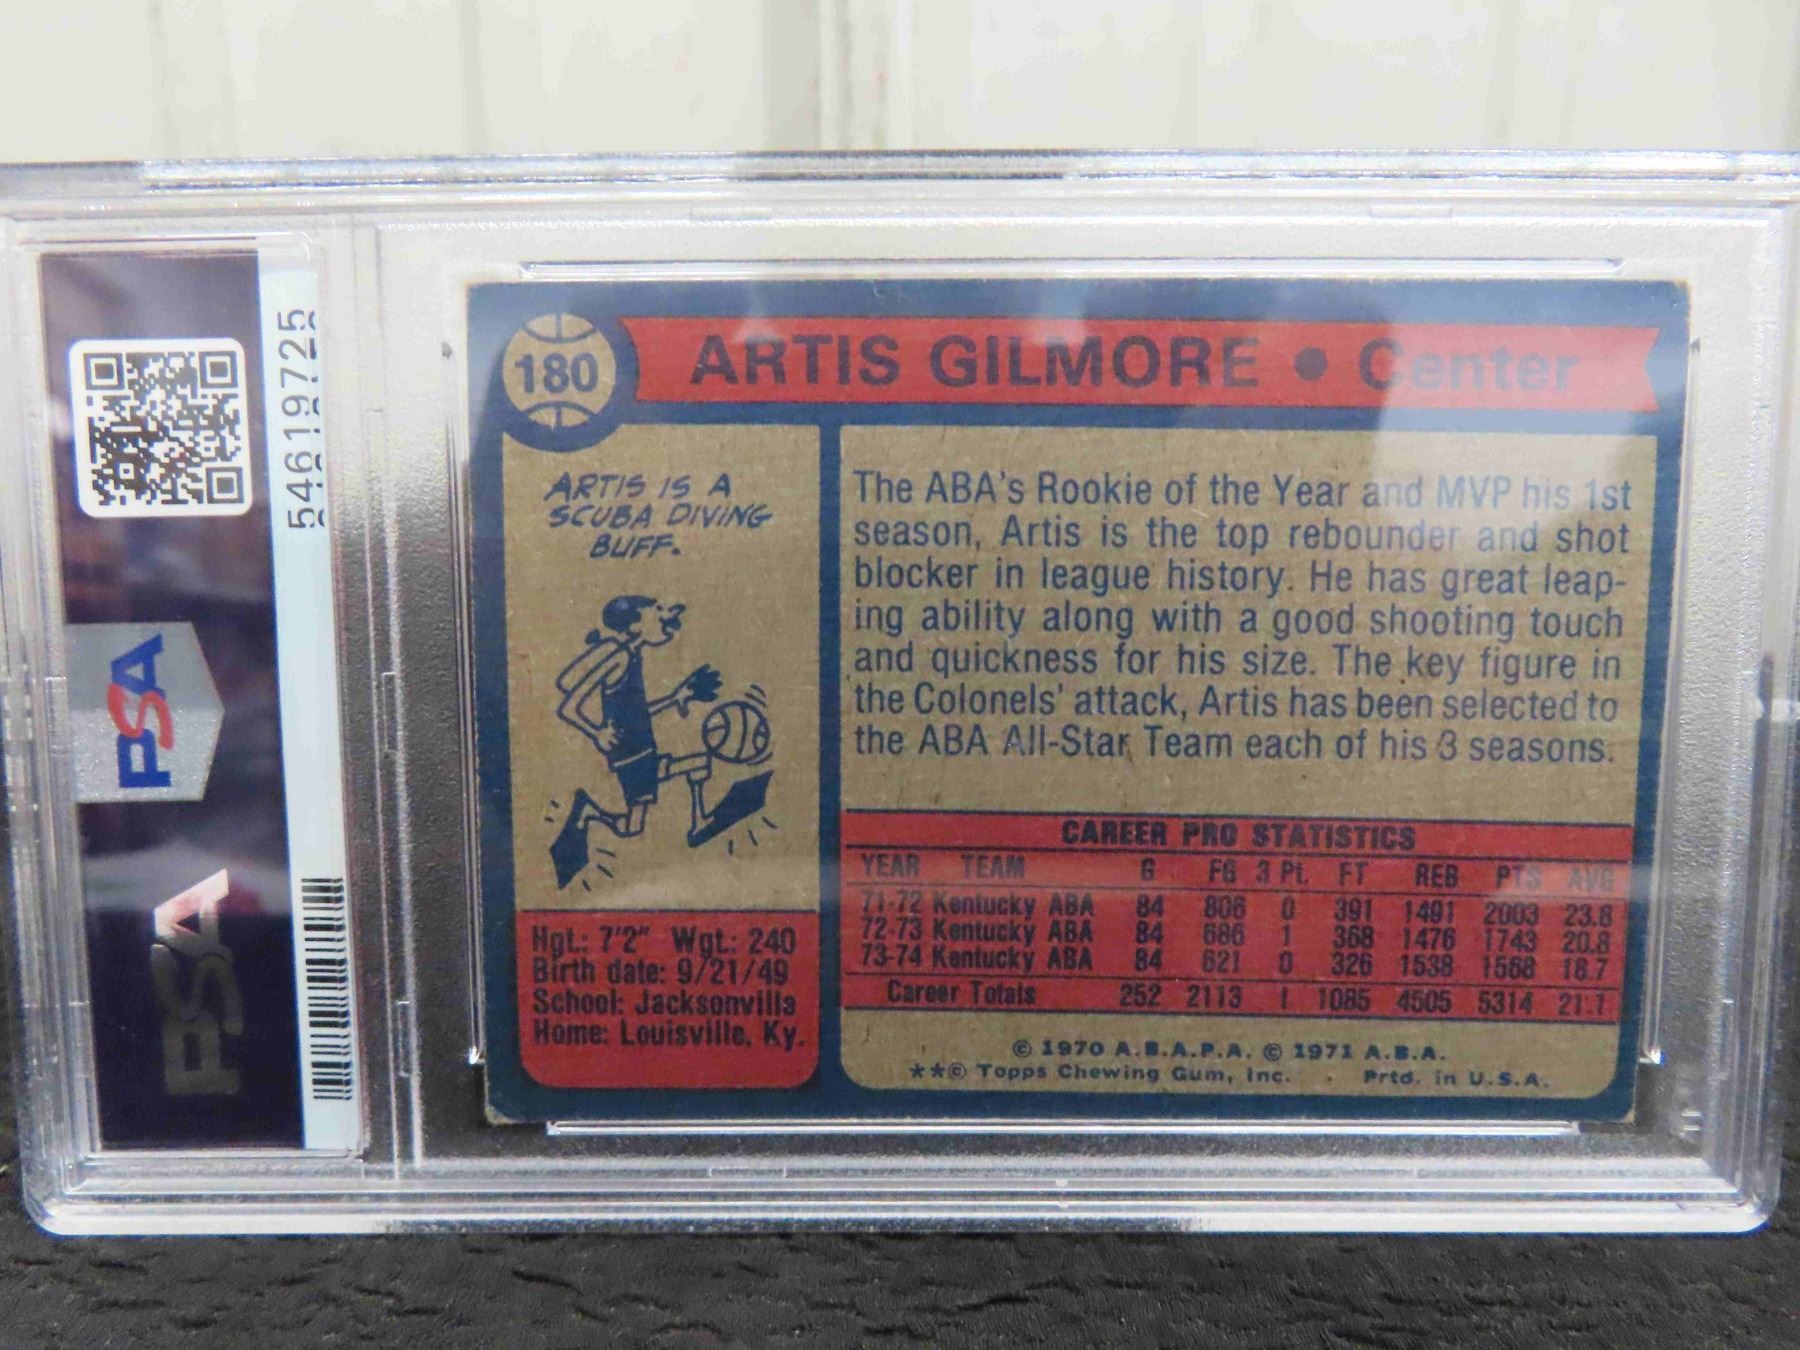 54619725
PSA
PSA
180
ARTIS GILMORE • Center
ARTIS IS A
SCUBA DIVING
BUFF.
Hgt.: 7'2" Wgt.: 240
Birth date: 9/21/49
School: Jacksonville
Home: Louisville, Ky.
The ABA's Rookie of the Year and MVP his 1st
season, Artis is the top rebounder and shot
blocker in league history. He has great leap-
ing ability along with a good shooting touch
and quickness for his size. The key figure in
the Colonels' attack, Artis has been selected to
the ABA All-Star Team each of his 3 seasons.
CAREER PRO STATISTICS
YEAR TEAM G FG 3 Pt. FT REB PTS AVG
71-72 Kentucky ABA 84 806 0 391 1491 2003 23.8
72-73 Kentucky ABA 84 686 1 368 1476 1743 20.8
73-74 Kentucky ABA 84 621 0 326 1538 1568 18.7
Career Totals 252 2113 1 1085 4505 5314 21.1
© 1970 A.B.A.P.A. © 1971 A.B.A.
**© Topps Chewing Gum, Inc. • Prtd. in U.S.A.